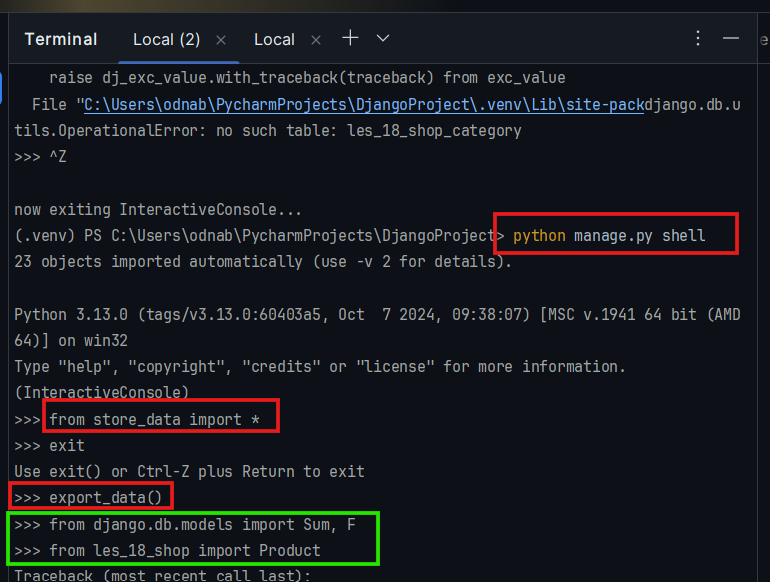 Terminal Local (2) × Local × + e
raise dj_exc_value.with_traceback(traceback) from exc_value
File "C:\Users\odnab\PycharmProjects\DjangoProject\.venv\Lib\site-packdjango.db.u
tils.OperationalError: no such table: les_18_shop_category
>>> ^Z
now exiting InteractiveConsole...
(.venv) PS C:\Users\odnab\PycharmProjects\DjangoProject> python manage.py shell
23 objects imported automatically (use -v 2 for details).
Python 3.13.0 (tags/v3.13.0:60403a5, Oct  7 2024, 09:38:07) [MSC v.1941 64 bit (AMD
64)] on win32
Type "help", "copyright", "credits" or "license" for more information.
(InteractiveConsole)
>>> from store_data import *
>>> exit
Use exit() or Ctrl-Z plus Return to exit
>>> export_data()
>>> from django.db.models import Sum, F
>>> from les_18_shop import Product
Traceback (most recent call last):